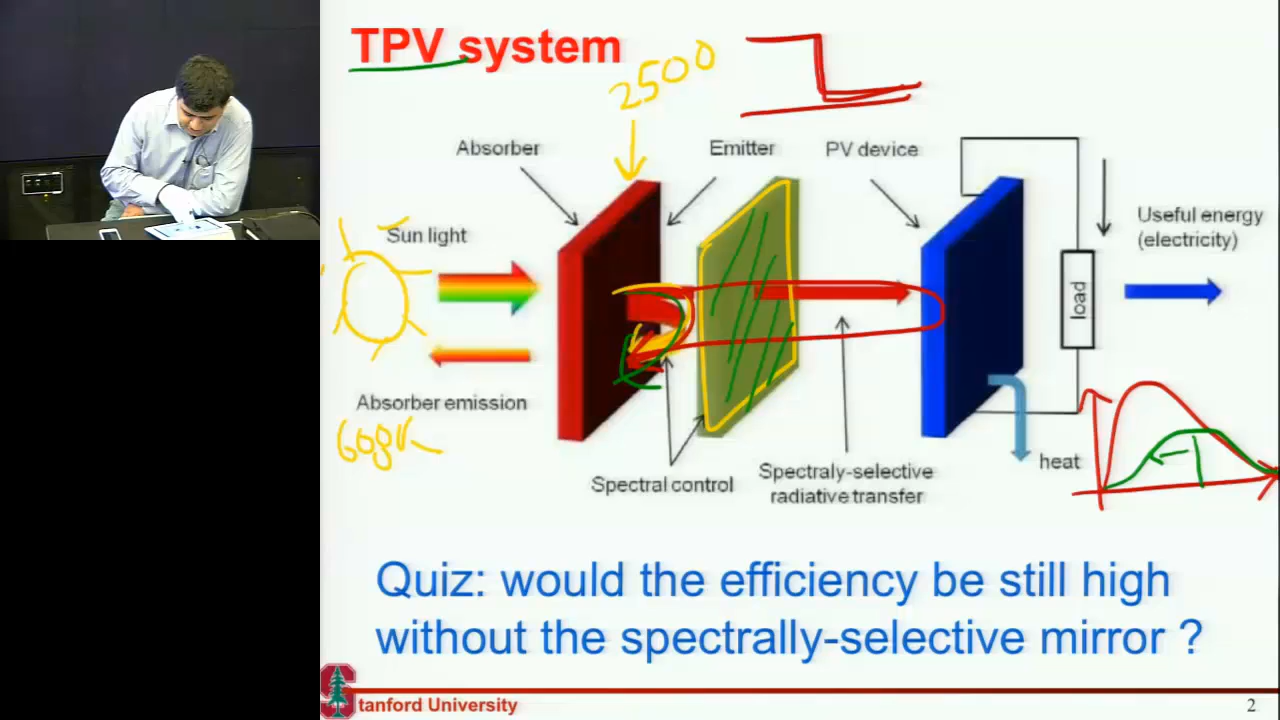 TPV system
2500
Absorber
Emitter
PV device
Sun light
Useful energy
(electricity)
load
Absorber emission
Spectral control
Spectraly-selective
radiative transfer
heat
Quiz: would the efficiency be still high
without the spectrally-selective mirror ?
Stanford University
2